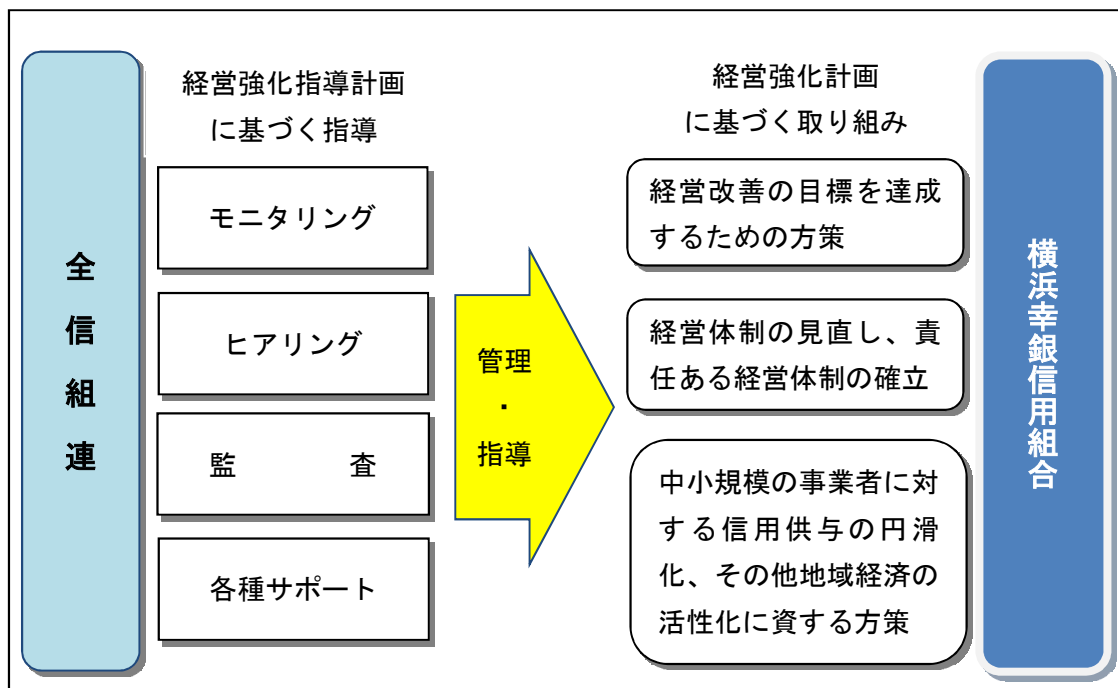 全信組連
経営強化指導計画
に基づく指導
モニタリング
ヒアリング
監査
各種サポート
管理
・
指導
経営強化計画
に基づく取り組み
経営改善の目標を達成
するための方策
経営体制の見直し、責
任ある経営体制の確立
中小規模の事業者に対
する信用供与の円滑
化、その他地域経済の
活性化に資する方策
横浜幸銀信用組合